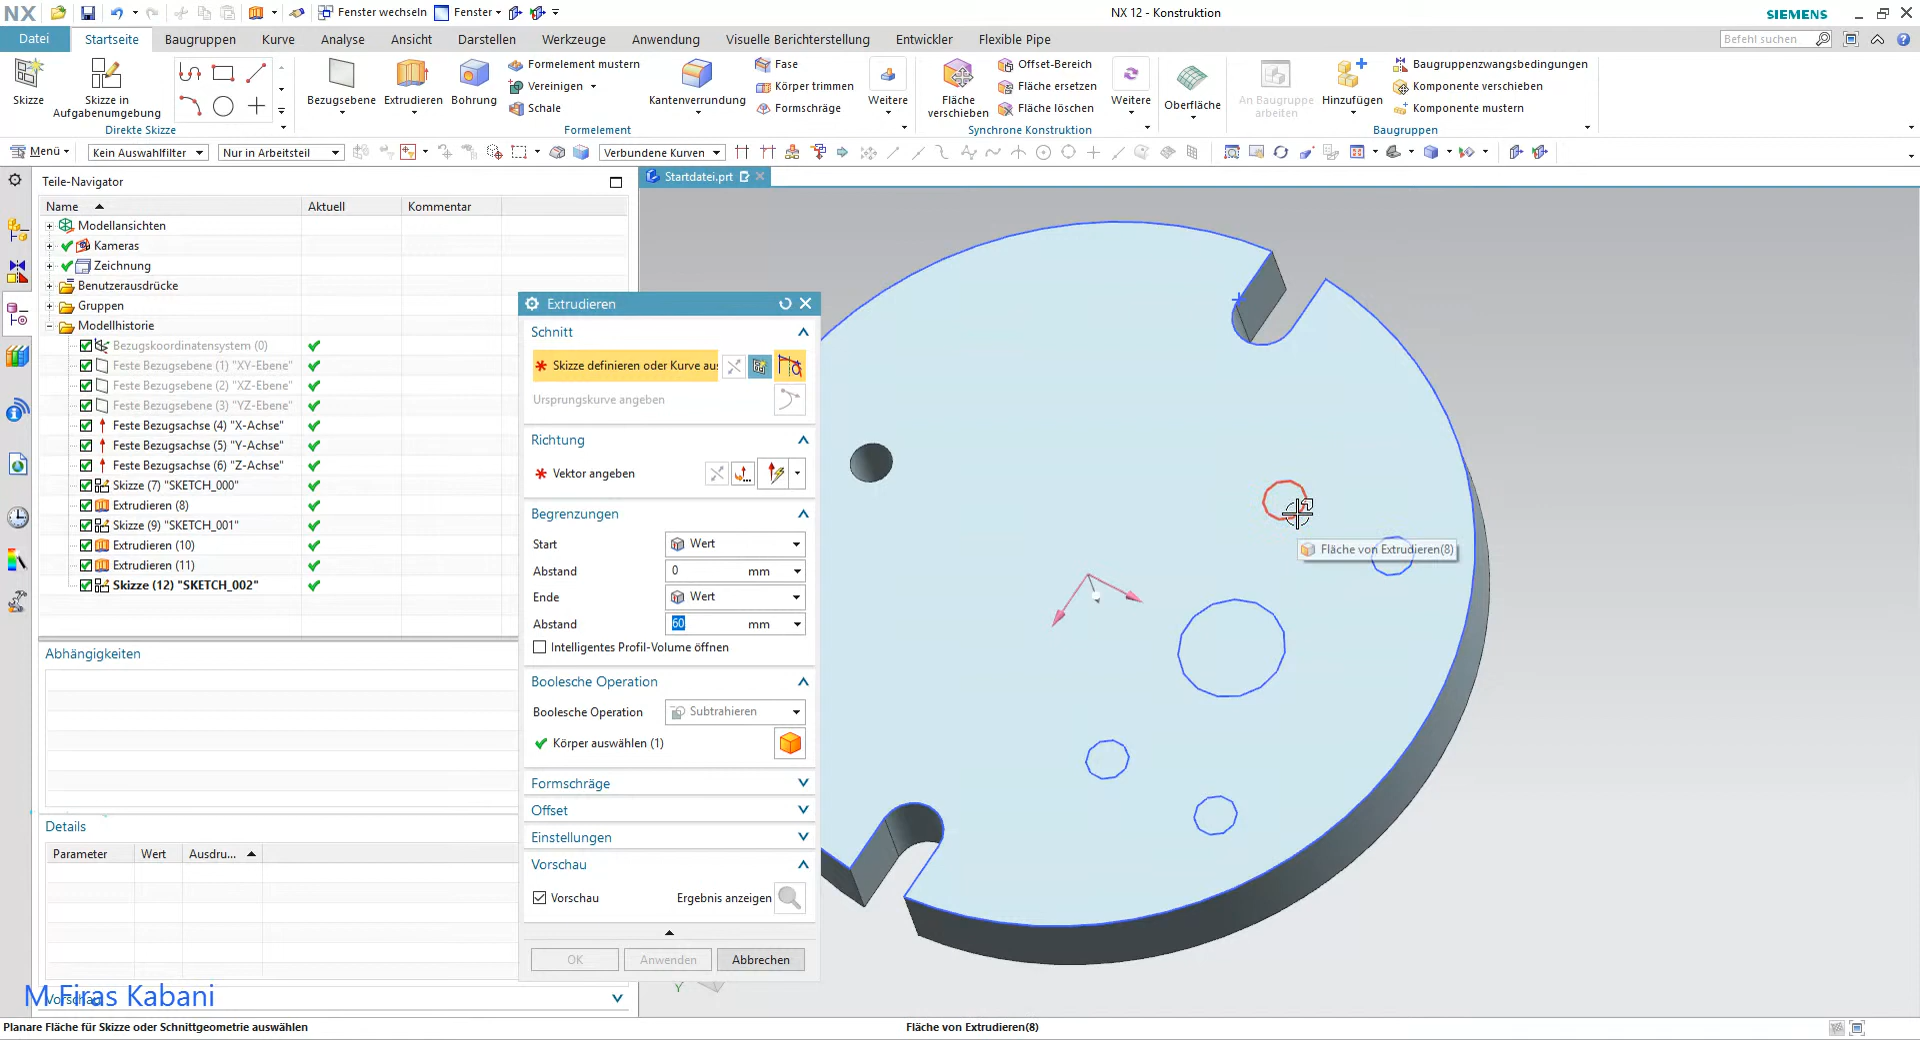 NX
Fenster wechseln
Fenster
NX 12 - Konstruktion
SIEMENS
Datei
Startseite
Baugruppen
Kurve
Analyse
Ansicht
Darstellen
Werkzeuge
Anwendung
Visuelle Berichterstellung
Entwickler
Flexible Pipe
Befehl suchen
Skizze
Skizze in Aufgabenumgebung
Direkte Skizze
Bezugsebene
Extrudieren
Bohrung
Formelement mustern
Vereinigen
Schale
Kantenverrundung
Fase
Körper trimmen
Formschräge
Weitere
Formelement
Fläche verschieben
Offset-Bereich
Fläche ersetzen
Fläche löschen
Weitere
Synchrone Konstruktion
Oberfläche
An Baugruppe arbeiten
Hinzufügen
Baugruppenzwangsbedingungen
Komponente verschieben
Komponente mustern
Baugruppen
Menü
Kein Auswahlfilter
Nur in Arbeitsteil
Verbundene Kurven
Teile-Navigator
Startdatei.prt
Name
Aktuell
Kommentar
Modellansichten
Kameras
Zeichnung
Benutzerausdrücke
Gruppen
Modellhistorie
Bezugskoordinatensystem (0)
Feste Bezugsebene (1) "XY-Ebene"
Feste Bezugsebene (2) "XZ-Ebene"
Feste Bezugsebene (3) "YZ-Ebene"
Feste Bezugsachse (4) "X-Achse"
Feste Bezugsachse (5) "Y-Achse"
Feste Bezugsachse (6) "Z-Achse"
Skizze (7) "SKETCH_000"
Extrudieren (8)
Skizze (9) "SKETCH_001"
Extrudieren (10)
Extrudieren (11)
Skizze (12) "SKETCH_002"
Abhängigkeiten
Details
Parameter
Wert
Ausdru...
Vorschau
M.Firas Kabani
Extrudieren
Schnitt
Skizze definieren oder Kurve aus
Ursprungskurve angeben
Richtung
Vektor angeben
Begrenzungen
Start
Wert
Abstand
0 mm
Ende
Wert
Abstand
60 mm
Intelligentes Profil-Volume öffnen
Boolesche Operation
Boolesche Operation
Subtrahieren
Körper auswählen (1)
Formschräge
Offset
Einstellungen
Vorschau
Vorschau
Ergebnis anzeigen
OK
Anwenden
Abbrechen
Fläche von Extrudieren(8)
Y
Planare Fläche für Skizze oder Schnittgeometrie auswählen
Fläche von Extrudieren(8)